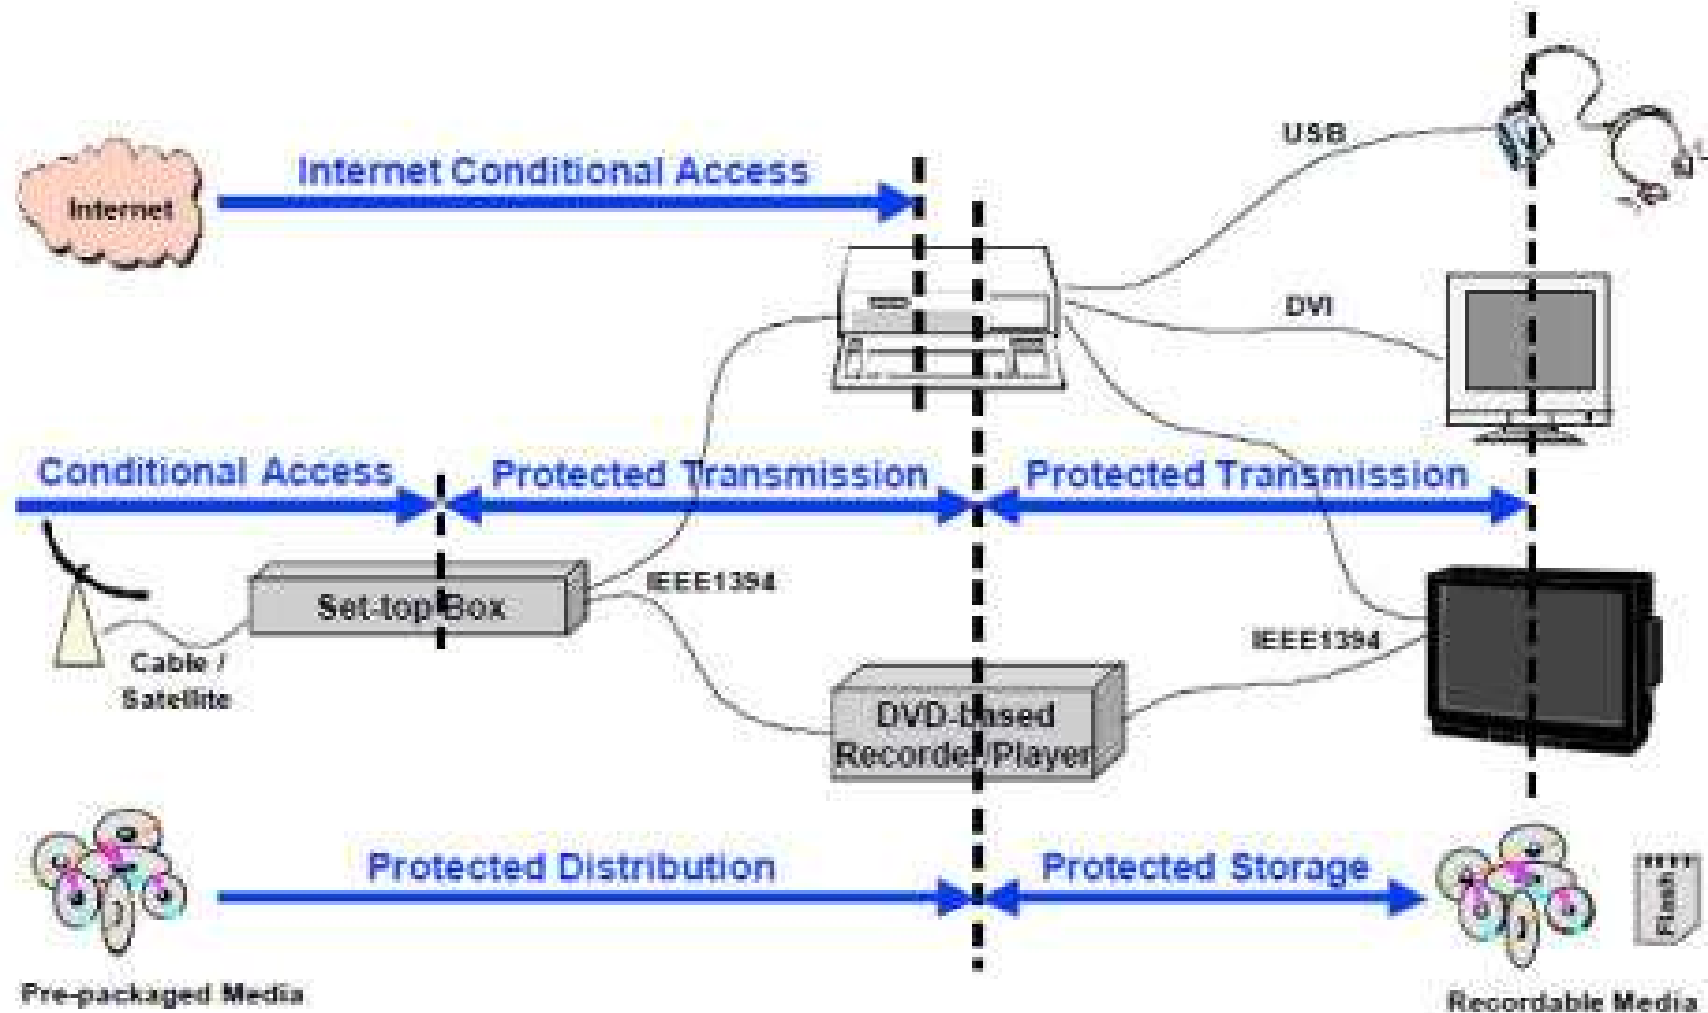 USB
Internet Conditional Access
Internet
DVI
Conditional Access
Protected Transmission
Protected Transmission
IEEE1394
Set-top Box
IEEE1394
Cable /
Satellite
DVD-based
Recorder/Player
Protected Distribution
Protected Storage
Flash
Pre-packaged Media
Recordable Media